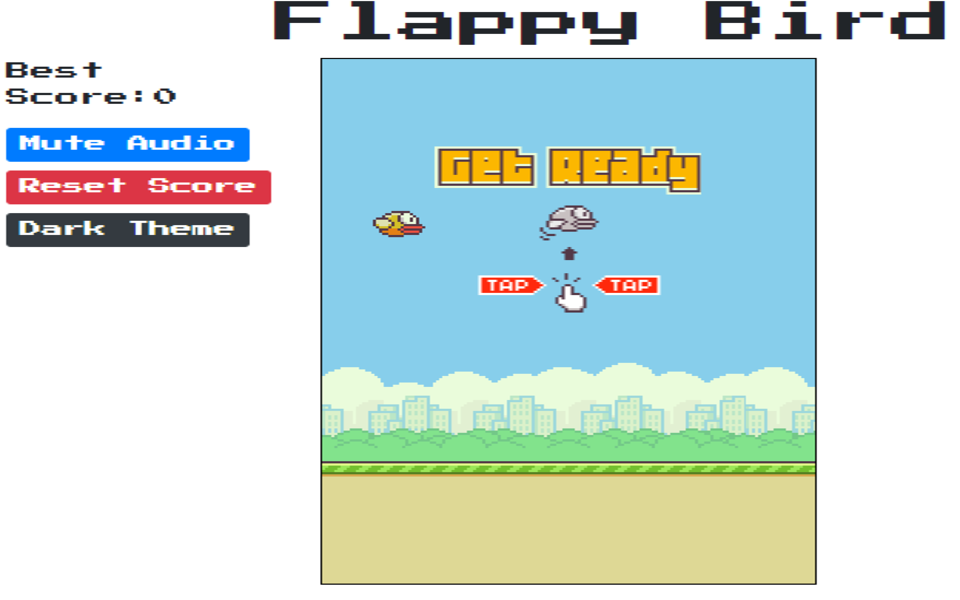 Flappy Bird
Best
Score:0
Mute Audio
Reset Score
Dark Theme
Get Ready
TAP TAP